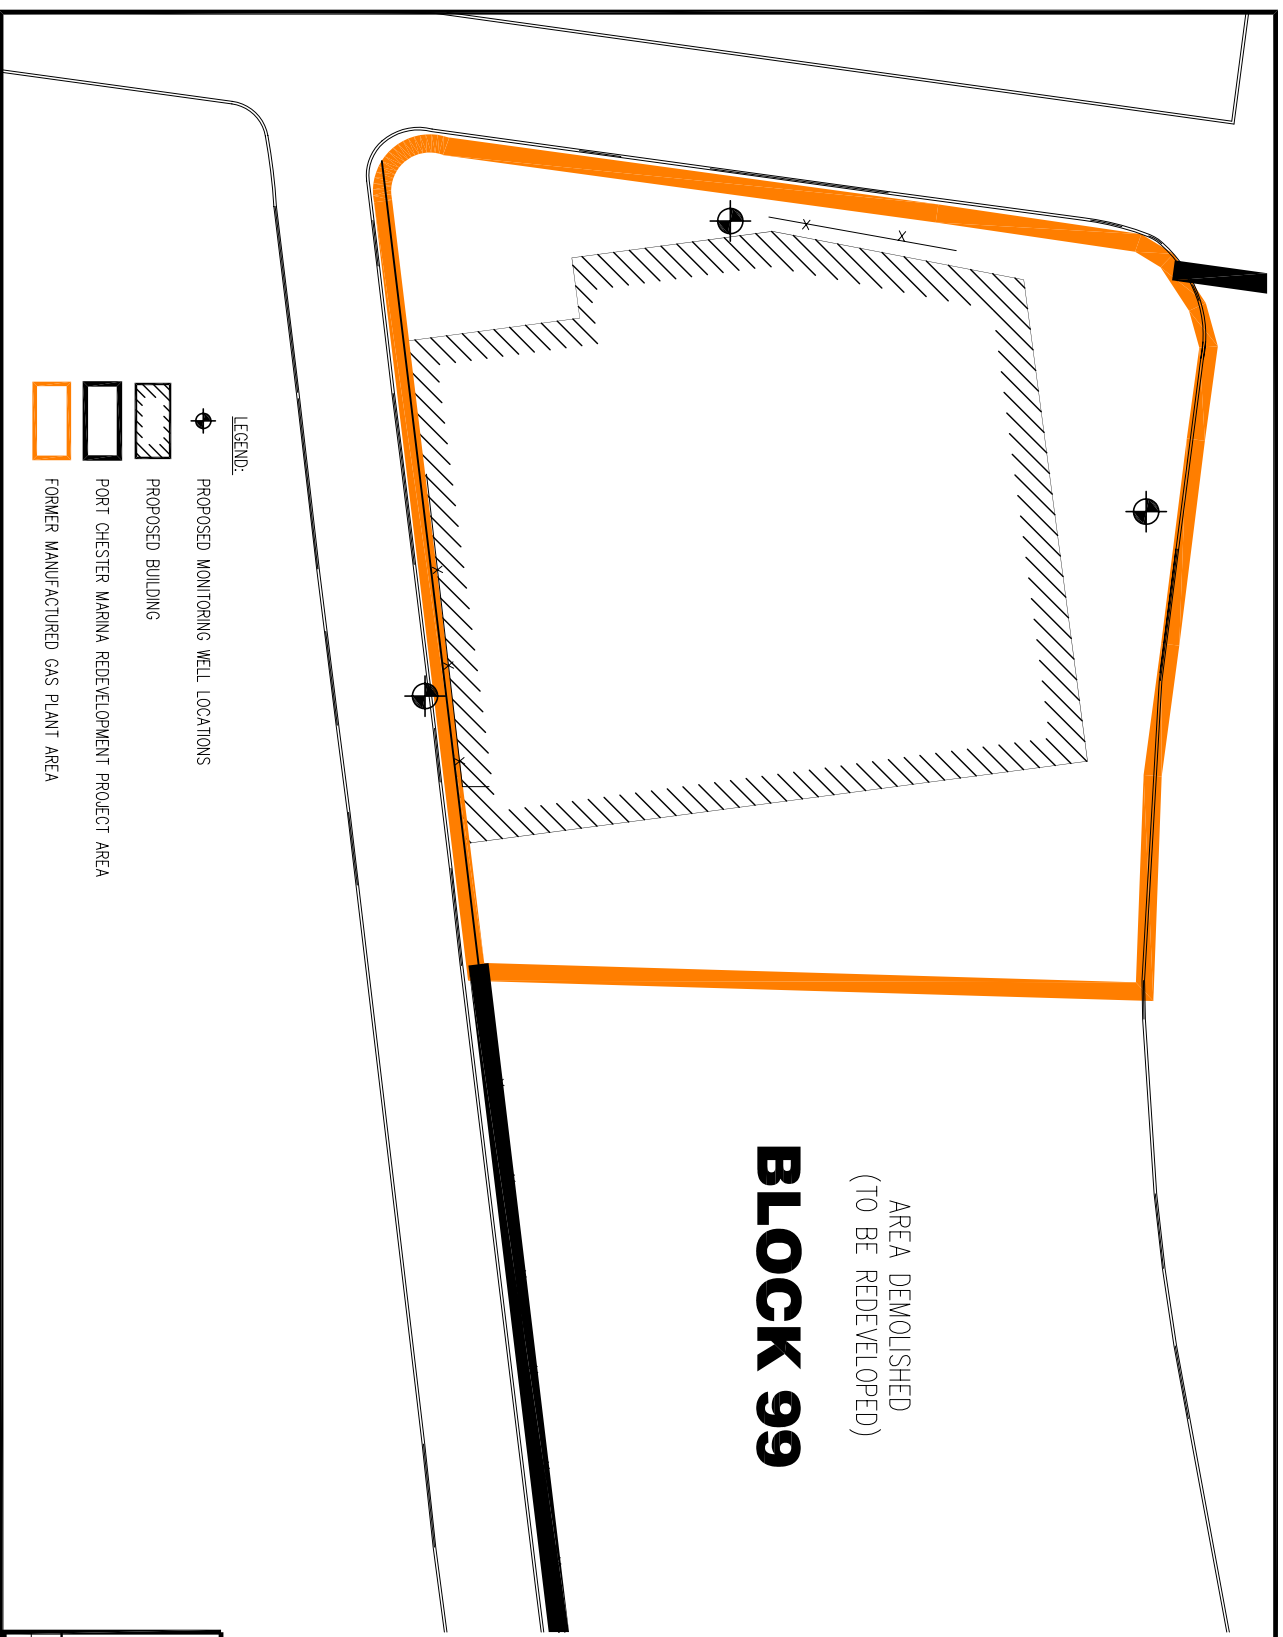 AREA DEMOLISHED
(TO BE REDEVELOPED)
BLOCK 99
LEGEND:
PROPOSED MONITORING WELL LOCATIONS
PROPOSED BUILDING
PORT CHESTER MARINA REDEVELOPMENT PROJECT AREA
FORMER MANUFACTURED GAS PLANT AREA